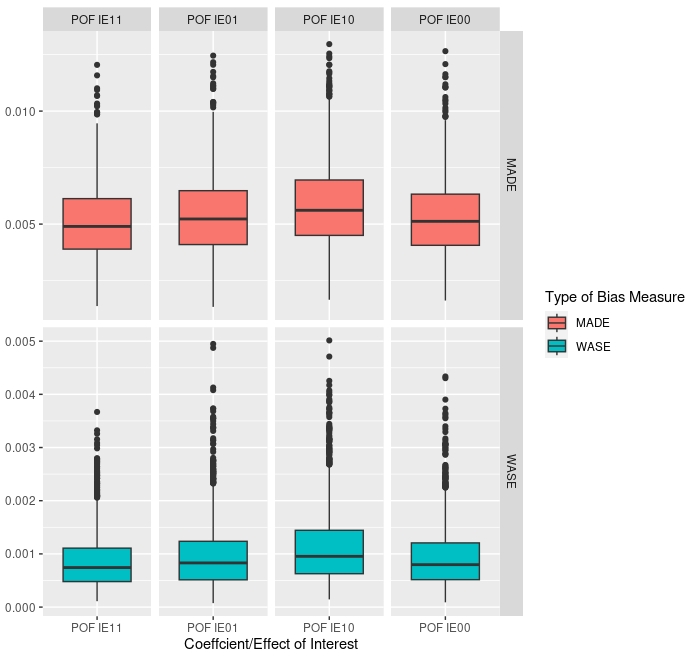 POF IE11 POF IE01 POF IE10 POF IE00
0.010
0.005
MADE
0.005
0.004
0.003
0.002
0.001
0.000
WASE
POF IE11 POF IE01 POF IE10 POF IE00
Coeffcient/Effect of Interest
Type of Bias Measure
MADE
WASE